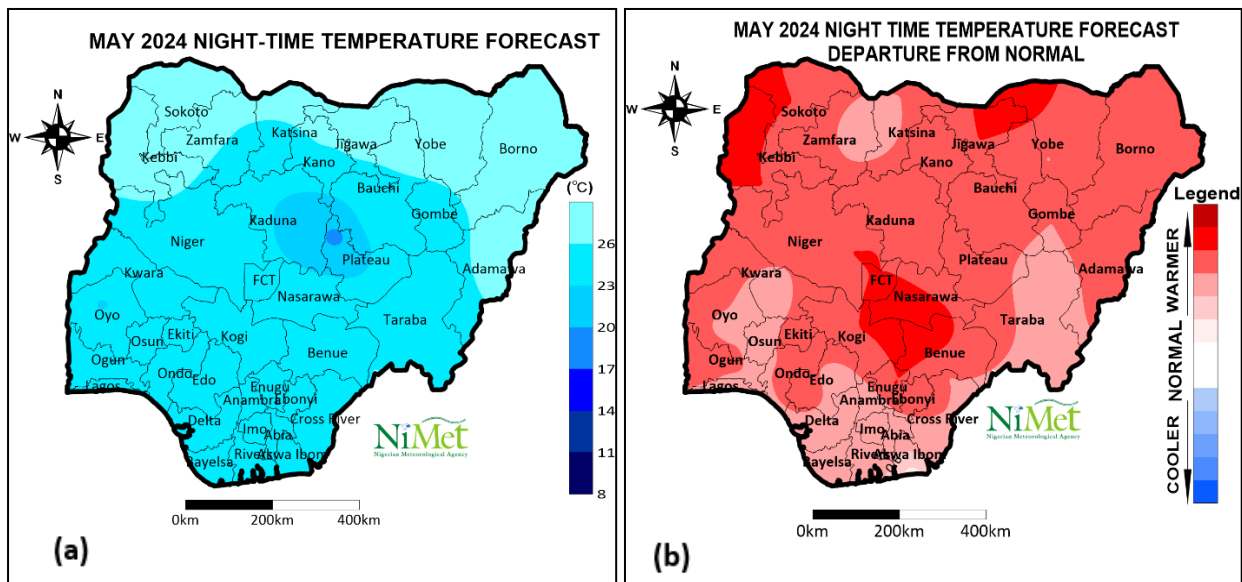 MAY 2024 NIGHT-TIME TEMPERATURE FORECAST
N
W
E
S
Sokoto
Katsina
Zamfara
Jigawa
Yobe
Borno
Kebbi
Kano
Bauchi
(°C)
Kaduna
Gombe
Niger
26
Plateau
Adamawa
Kwara
FCT
23
Nasarawa
Oyo
Taraba
20
Osun
Ekiti
Kogi
Benue
Ogun
17
Ondo
Edo
Enugu
Lagos
Anambra
Ebonyi
14
Delta
Cross River
Imo
Abia
NiMet
Nigerian Meteorological Agency
11
Bayelsa
Rivers
Akwa Ibom
8
0km
200km
400km
(a)
MAY 2024 NIGHT TIME TEMPERATURE FORECAST
DEPARTURE FROM NORMAL
N
W
E
S
Sokoto
Katsina
Zamfara
Jigawa
Yobe
Borno
Kebbi
Kano
Bauchi
Legend
Kaduna
Gombe
Niger
Plateau
Adamawa
Kwara
FCT
Nasarawa
Oyo
Taraba
Osun
Ekiti
Kogi
Benue
Ogun
Ondo
Edo
Enugu
Lagos
Anambra
Ebonyi
Delta
Cross River
Imo
Abia
NiMet
Nigerian Meteorological Agency
Bayelsa
Rivers
Akwa Ibom
COOLER NORMAL WARMER
0km
200km
400km
(b)